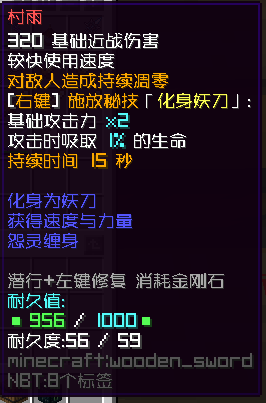 村雨
320 基础近战伤害
较快使用速度
对敌人造成持续凋零
[右键] 施放秘技「化身妖刀」:
基础攻击力 x2
攻击时吸取 1% 的生命
持续时间 15 秒
化身为妖刀
获得速度与力量
怨灵缠身
潜行+左键修复 消耗金刚石
耐久值:
▪ 956 / 1000 ▪
耐久度:56 / 59
minecraft:wooden_sword
NBT:8个标签